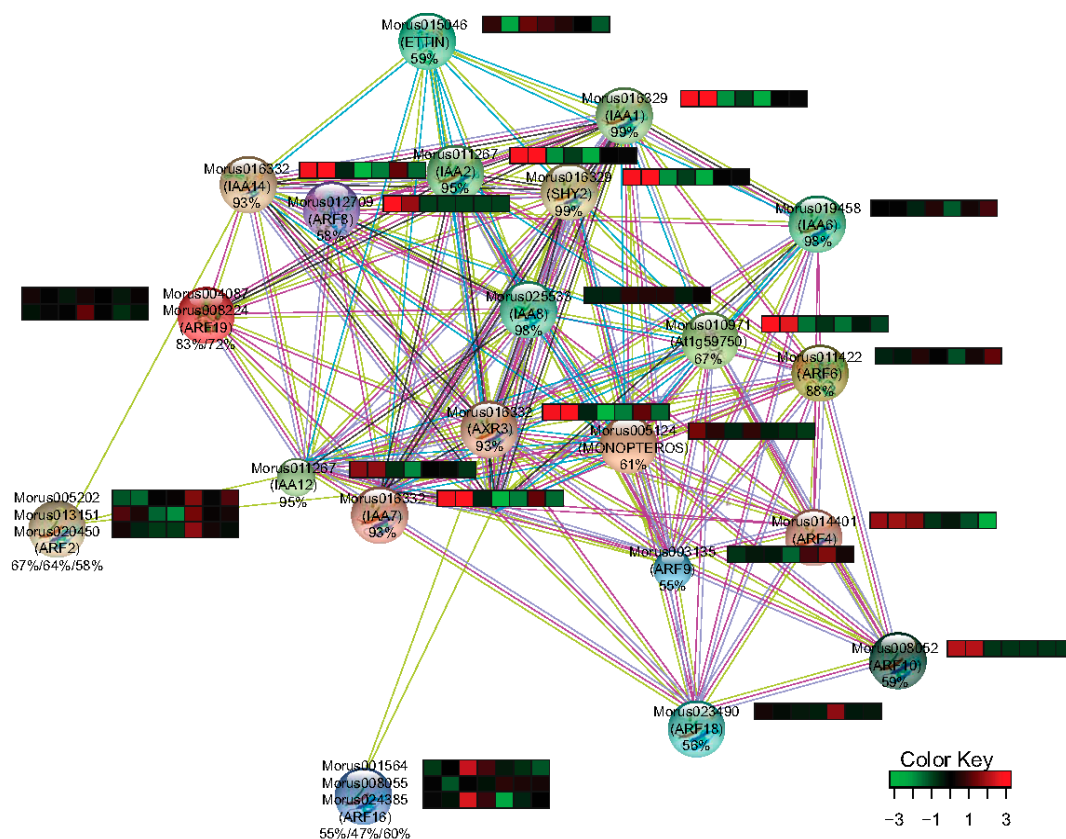 Morus015046
(ETTIN)
59%
Morus016329
(IAA1)
99%
Morus016332
(IAA14)
93%
Morus011267
(IAA2)
95%
Morus016329
(SHY2)
99%
Morus012709
(ARF8)
58%
Morus019458
(IAA6)
98%
Morus004087
Morus008224
(ARF19)
83%/72%
Morus025533
(IAA8)
98%
Morus010971
(At1g59750)
67%
Morus011422
(ARF6)
88%
Morus016332
(AXR3)
93%
Morus005124
(MONOPTEROS)
61%
Morus011267
(IAA12)
95%
Morus016332
(IAA7)
93%
Morus005202
Morus013151
Morus020450
(ARF2)
67%/64%/58%
Morus014401
(ARF4)
Morus003135
(ARF9)
55%
Morus008052
(ARF10)
59%
Morus023490
(ARF18)
56%
Morus001564
Morus008055
Morus024385
(ARF16)
55%/47%/60%
Color Key
−3 −1 1 3